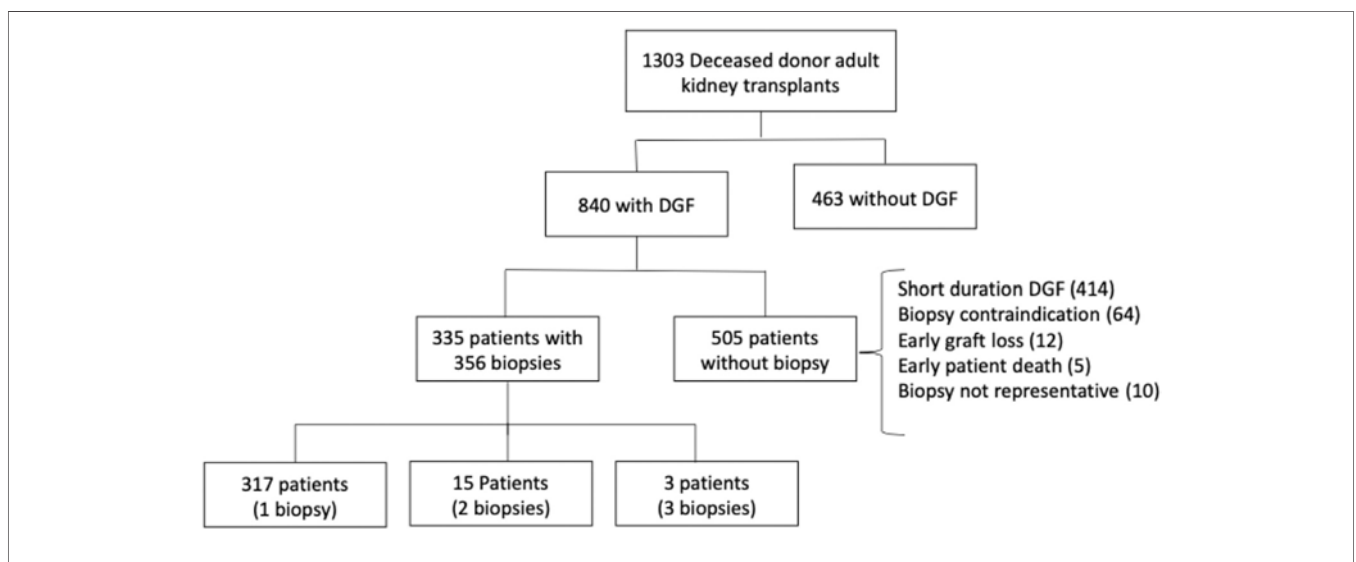 1303 Deceased donor adult
kidney transplants
840 with DGF
463 without DGF
335 patients with
356 biopsies
505 patients
without biopsy
Short duration DGF (414)
Biopsy contraindication (64)
Early graft loss (12)
Early patient death (5)
Biopsy not representative (10)
317 patients
(1 biopsy)
15 Patients
(2 biopsies)
3 patients
(3 biopsies)